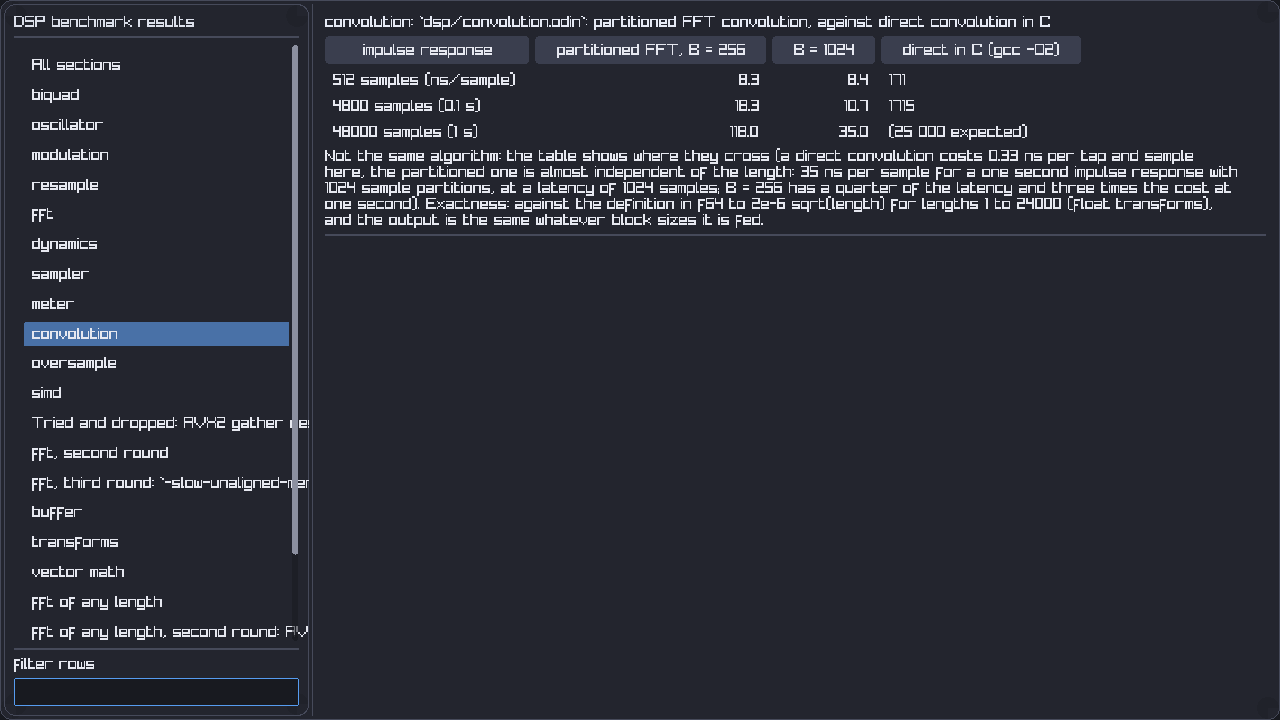 DSP benchmark results
All sections
biquad
oscillator
modulation
resample
fft
dynamics
sampler
meter
convolution
oversample
simd
Tried and dropped: AVX2 gather
fft, second round
fft, third round: `-slow-unaligned-
buffer
transforms
vector math
fft of any length
fft of any length, second round:
Filter rows
convolution: `dsp/convolution.odin`: partitioned FFT convolution, against direct convolution in C
impulse response partitioned FFT, B = 256 B = 1024 direct in C (gcc -O2)
512 samples (ns/sample) 8.3 8.4 171
4800 samples (0.1 s) 18.3 10.7 1715
48000 samples (1 s) 118.0 35.0 (25 000 expected)
Not the same algorithm: the table shows where they cross (a direct convolution costs 0.33 ns per tap and sample
here, the partitioned one is almost independent of the length: 35 ns per sample for a one second impulse response with
1024 sample partitions, at a latency of 1024 samples; B = 256 has a quarter of the latency and three times the cost at
one second). Exactness: against the definition in f64 to 2e-6 sqrt(length) for lengths 1 to 24000 (float transforms),
and the output is the same whatever block sizes it is fed.